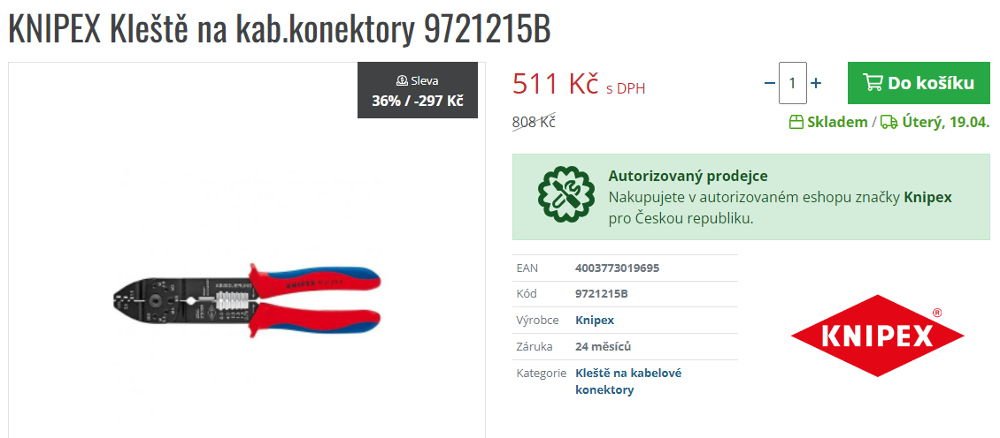 KNIPEX Kleště na kab.konektory 9721215B
Sleva
36% / -297 Kč
511 Kč s DPH
1
Do košíku
808 Kč
Skladem / Úterý, 19.04.
Autorizovaný prodejce
Nakupujete v autorizovaném eshopu značky Knipex
pro Českou republiku.
EAN 4003773019695
Kód 9721215B
Výrobce Knipex
Záruka 24 měsíců
Kategorie Kleště na kabelové
konektory
KNIPEX ®
KNIPEX